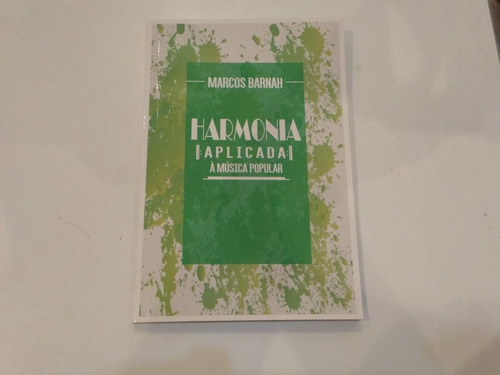 MARCOS BARNAH
HARMONIA
APLICADA
À MÚSICA POPULAR